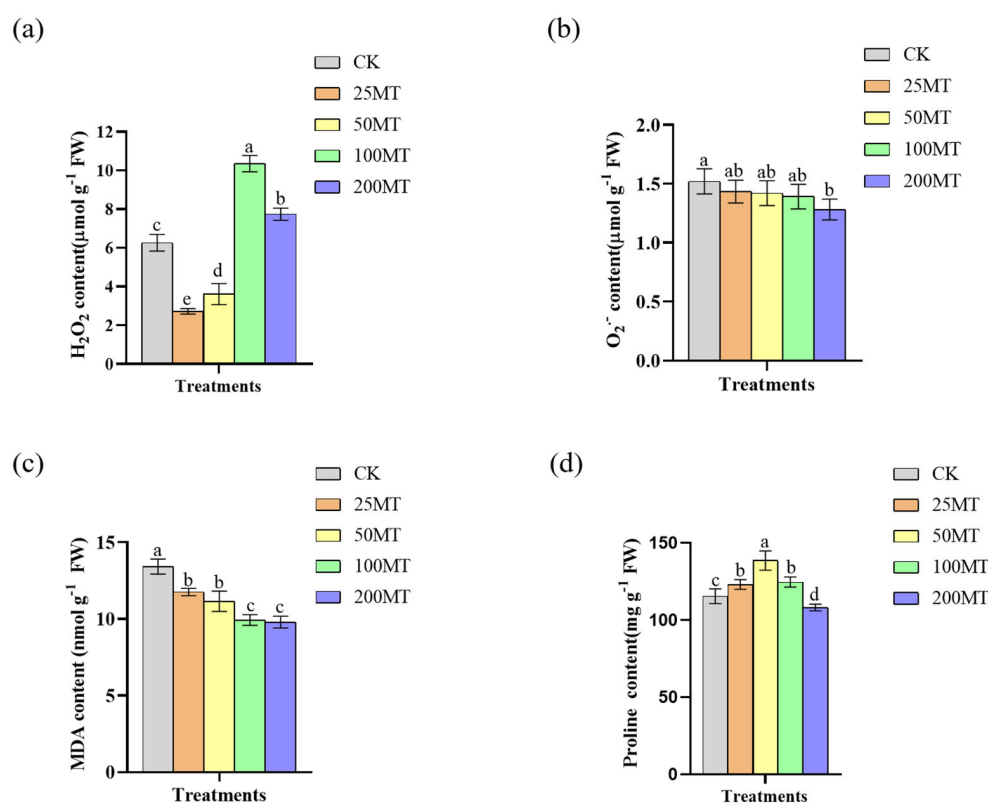 (a)
CK
25MT
50MT
100MT
200MT
H₂O₂ content(μmol g⁻¹ FW)
12
10
8
6
4
2
0
c
e
d
a
b
Treatments
(b)
CK
25MT
50MT
100MT
200MT
O₂·⁻ content(μmol g⁻¹ FW)
2.0
1.5
1.0
0.5
0.0
a
ab
ab
ab
b
Treatments
(c)
CK
25MT
50MT
100MT
200MT
MDA content (nmol g⁻¹ FW)
15
10
5
0
a
b
b
c
c
Treatments
(d)
CK
25MT
50MT
100MT
200MT
Proline content(mg g⁻¹ FW)
150
100
50
0
c
b
a
b
d
Treatments